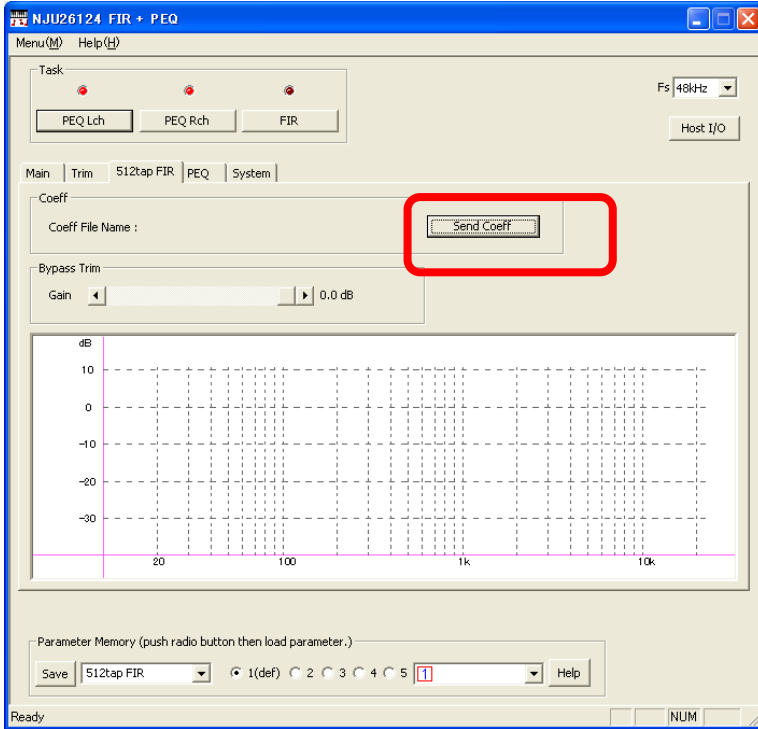 NJU26124 FIR + PEQ
Menu(M) Help(H)
Task
PEQ Lch PEQ Rch FIR
Fs 48kHz
Host I/O
Main Trim 512tap FIR PEQ System
Coeff
Coeff File Name :
Send Coeff
Bypass Trim
Gain 0.0 dB
dB
10
0
-10
-20
-30
20 100 1k 10k
Parameter Memory (push radio button then load parameter.)
Save 512tap FIR 1(def) 2 3 4 5 1 Help
Ready NUM